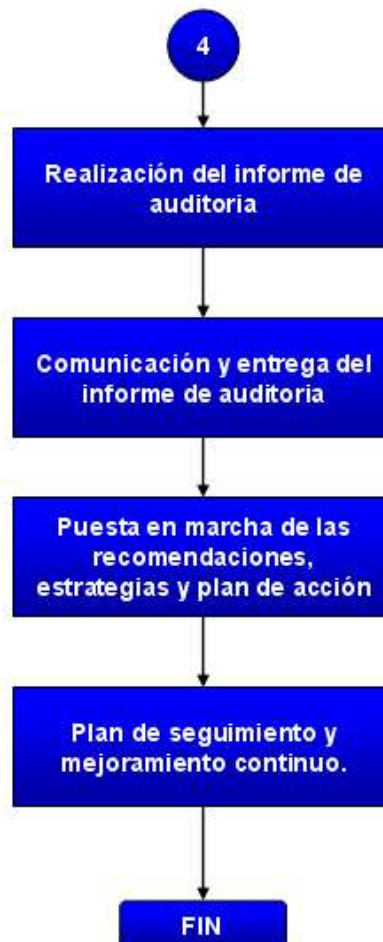 4
Realización del informe de
auditoria
Comunicación y entrega del
informe de auditoria
Puesta en marcha de las
recomendaciones,
estrategias y plan de acción
Plan de seguimiento y
mejoramiento continuo.
FIN